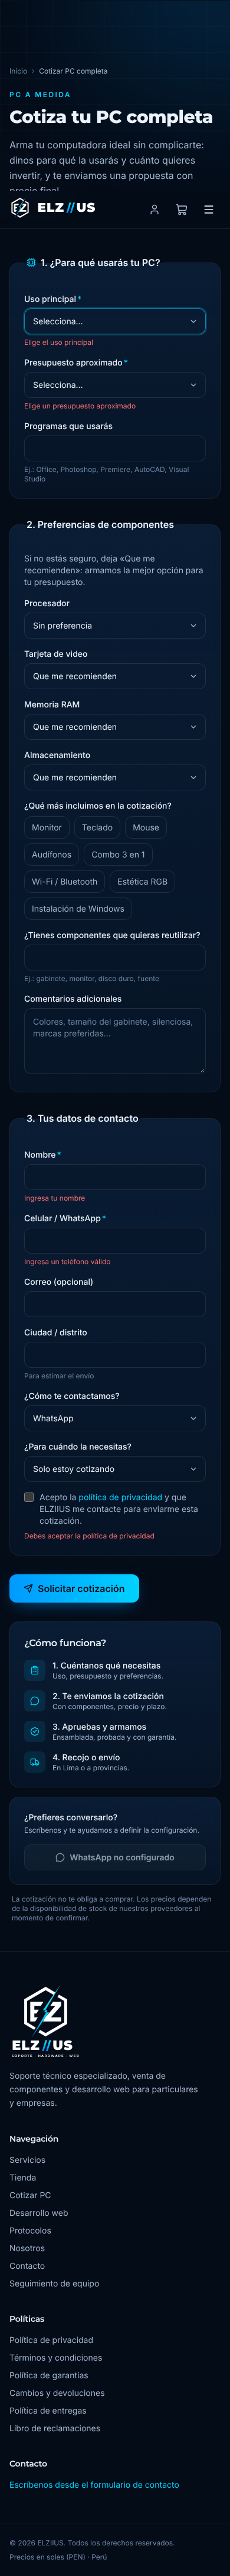 Inicio › Cotizar PC completa
PC A MEDIDA
Cotiza tu PC completa
Arma tu computadora ideal sin complicarte:
dinos para qué la usarás y cuánto quieres
invertir, y te enviamos una propuesta con
precio final.
ELZ//US
1. ¿Para qué usarás tu PC?
Uso principal *
Selecciona...
Elige el uso principal
Presupuesto aproximado *
Selecciona...
Elige un presupuesto aproximado
Programas que usarás
Ej.: Office, Photoshop, Premiere, AutoCAD, Visual
Studio
2. Preferencias de componentes
Si no estás seguro, deja «Que me
recomienden»: armamos la mejor opción para
tu presupuesto.
Procesador
Sin preferencia
Tarjeta de video
Que me recomienden
Memoria RAM
Que me recomienden
Almacenamiento
Que me recomienden
¿Qué más incluimos en la cotización?
Monitor Teclado Mouse
Audífonos Combo 3 en 1
Wi-Fi / Bluetooth Estética RGB
Instalación de Windows
¿Tienes componentes que quieras reutilizar?
Ej.: gabinete, monitor, disco duro, fuente
Comentarios adicionales
Colores, tamaño del gabinete, silenciosa,
marcas preferidas...
3. Tus datos de contacto
Nombre *
Ingresa tu nombre
Celular / WhatsApp *
Ingresa un teléfono válido
Correo (opcional)
Ciudad / distrito
Para estimar el envío
¿Cómo te contactamos?
WhatsApp
¿Para cuándo la necesitas?
Solo estoy cotizando
Acepto la política de privacidad y que
ELZIIUS me contacte para enviarme esta
cotización.
Debes aceptar la política de privacidad
Solicitar cotización
¿Cómo funciona?
1. Cuéntanos qué necesitas
Uso, presupuesto y preferencias.
2. Te enviamos la cotización
Con componentes, precio y plazo.
3. Apruebas y armamos
Ensamblada, probada y con garantía.
4. Recojo o envío
En Lima o a provincias.
¿Prefieres conversarlo?
Escríbenos y te ayudamos a definir la configuración.
WhatsApp no configurado
La cotización no te obliga a comprar. Los precios dependen
de la disponibilidad de stock de nuestros proveedores al
momento de confirmar.
ELZ//US
SOPORTE · HARDWARE · WEB
Soporte técnico especializado, venta de
componentes y desarrollo web para particulares
y empresas.
Navegación
Servicios
Tienda
Cotizar PC
Desarrollo web
Protocolos
Nosotros
Contacto
Seguimiento de equipo
Políticas
Política de privacidad
Términos y condiciones
Política de garantías
Cambios y devoluciones
Política de entregas
Libro de reclamaciones
Contacto
Escríbenos desde el formulario de contacto
© 2026 ELZIIUS. Todos los derechos reservados.
Precios en soles (PEN) · Perú